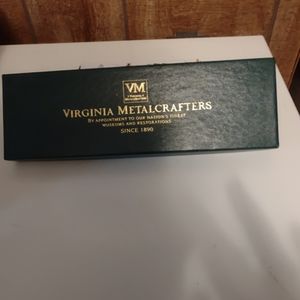 VM
VIRGINIA METALCRAFTERS
BY APPOINTMENT TO OUR NATION'S FINEST
MUSEUMS AND RESTORATIONS
SINCE 1890